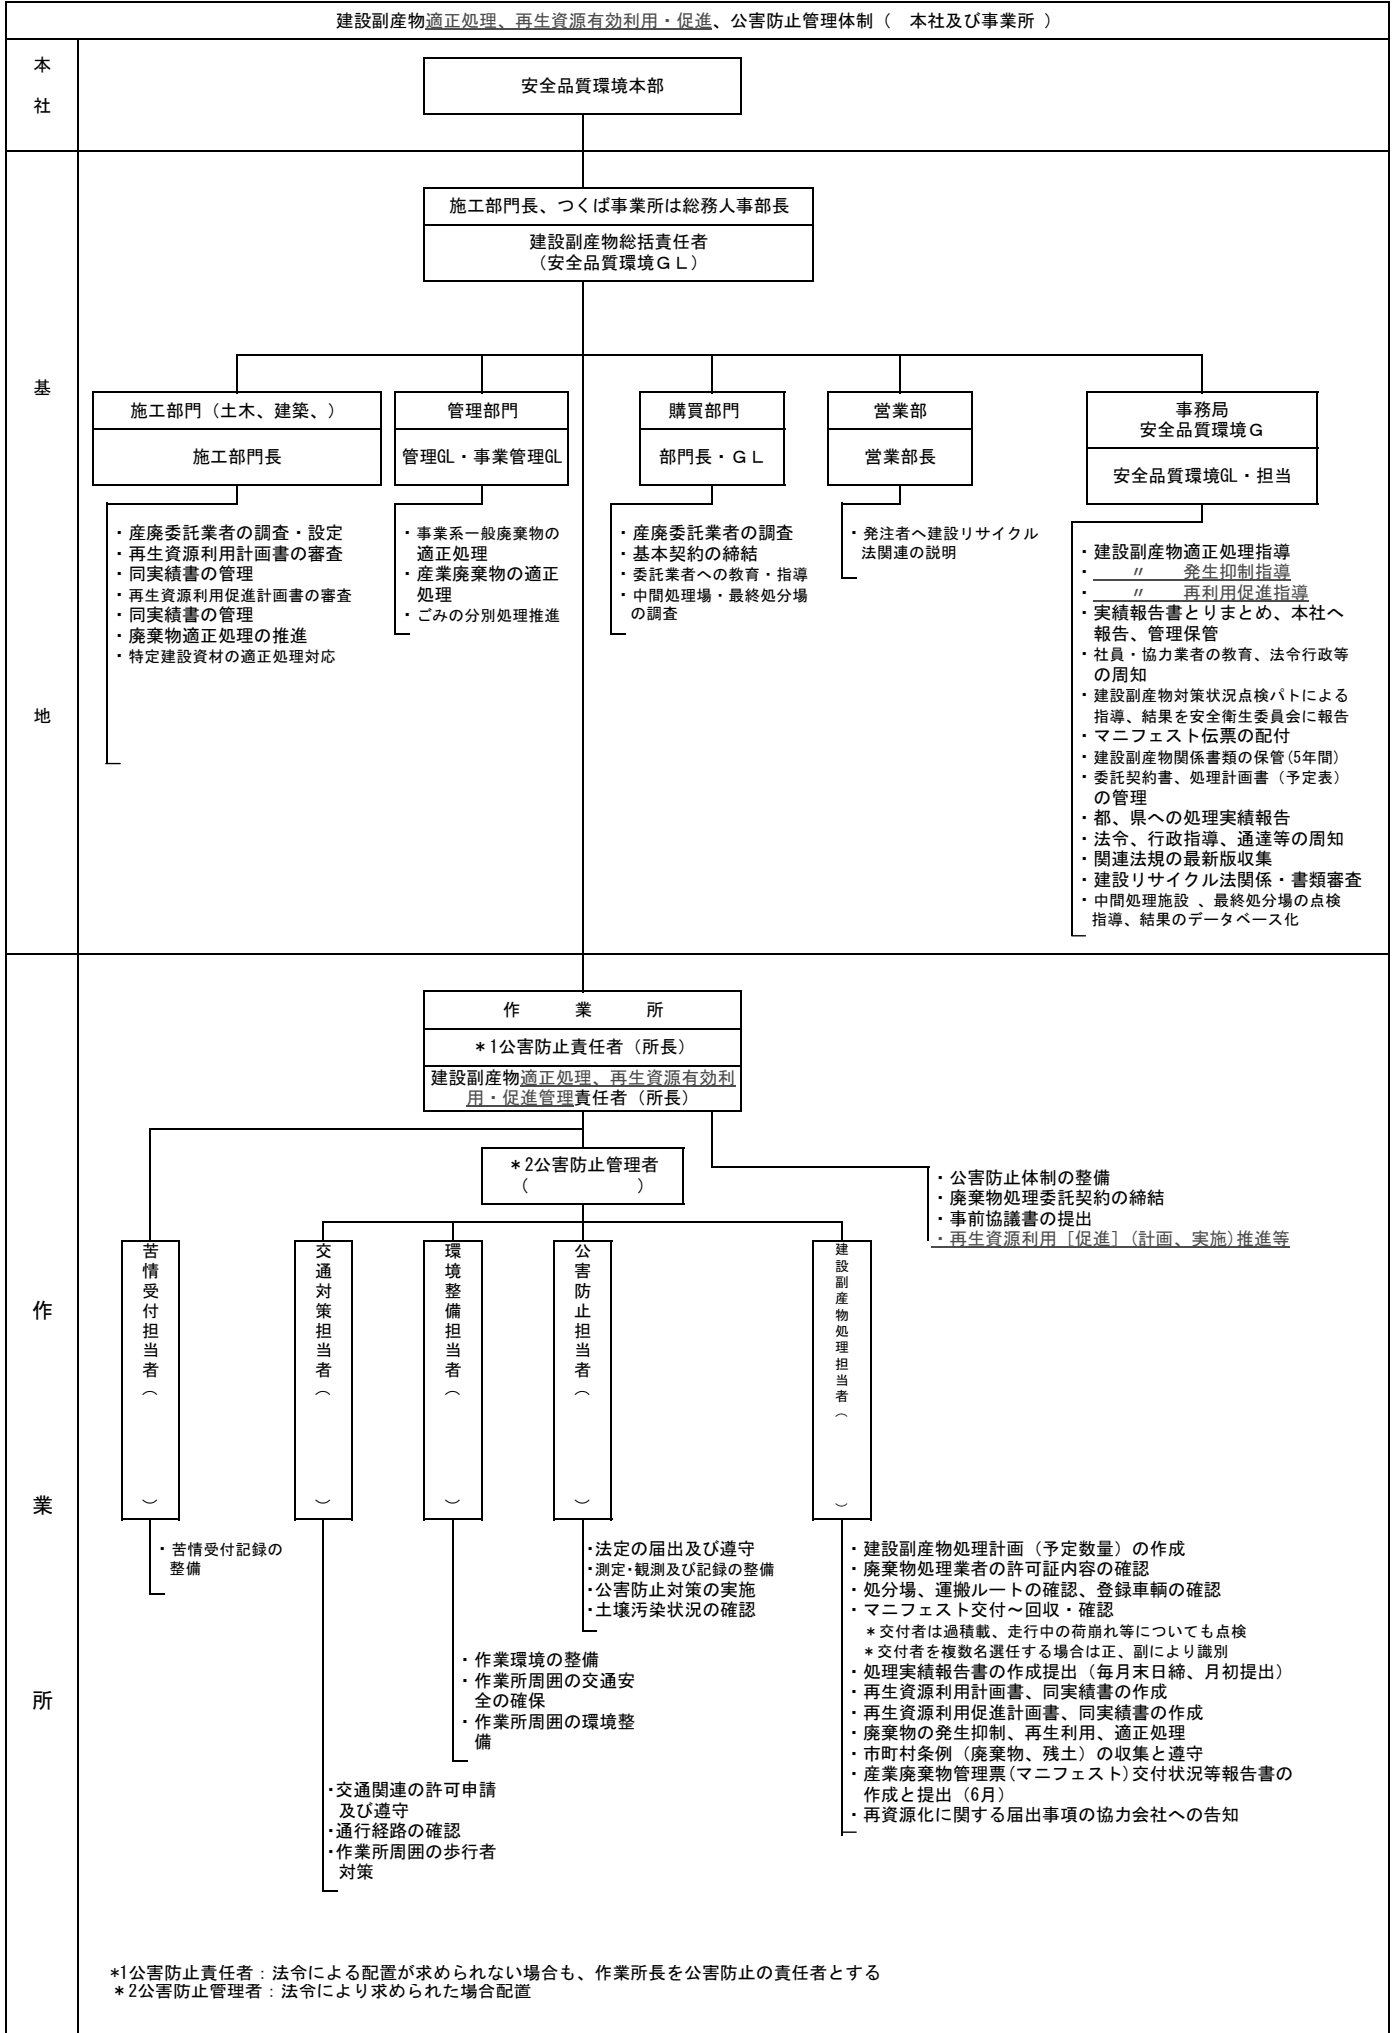 建設副産物適正処理、再生資源有効利用・促進、公害防止管理体制（　本社及び事業所　）
本
社
安全品質環境本部
基
地
施工部門長、つくば事業所は総務人事部長
建設副産物総括責任者
（安全品質環境ＧＬ）
施工部門（土木、建築、）
施工部門長
・産廃委託業者の調査・設定
・再生資源利用計画書の審査
・同実績書の管理
・再生資源利用促進計画書の審査
・同実績書の管理
・廃棄物適正処理の推進
・特定建設資材の適正処理対応
管理部門
管理GL・事業管理GL
・事業系一般廃棄物の
適正処理
・産業廃棄物の適正
処理
・ごみの分別処理推進
購買部門
部門長・ＧＬ
・産廃委託業者の調査
・基本契約の締結
・委託業者への教育・指導
・中間処理場・最終処分場
の調査
営業部
営業部長
・発注者へ建設リサイクル
法関連の説明
事務局
安全品質環境Ｇ
安全品質環境GL・担当
・建設副産物適正処理指導
・　〃　　発生抑制指導
・　〃　　再利用促進指導
・実績報告書とりまとめ、本社へ
報告、管理保管
・社員・協力業者の教育、法令行政等
の周知
・建設副産物対策状況点検パトによる
指導、結果を安全衛生委員会に報告
・マニフェスト伝票の配付
・建設副産物関係書類の保管(5年間)
・委託契約書、処理計画書（予定表）
の管理
・都、県への処理実績報告
・法令、行政指導、通達等の周知
・関連法規の最新版収集
・建設リサイクル法関係・書類審査
・中間処理施設 、最終処分場の点検
指導、結果のデータベース化
作
業
所
作　　業　　所
＊1公害防止責任者（所長）
建設副産物適正処理、再生資源有効利
用・促進管理責任者（所長）
＊2公害防止管理者
（　　　　　　）
・公害防止体制の整備
・廃棄物処理委託契約の締結
・事前協議書の提出
・再生資源利用［促進］(計画、実施)推進等
苦情受付担当者（　　　）
交通対策担当者（　　　）
環境整備担当者（　　　）
公害防止担当者（　　　）
建設副産物処理担当者（　　　）
・苦情受付記録の
整備
・法定の届出及び遵守
・測定・観測及び記録の整備
・公害防止対策の実施
・土壌汚染状況の確認
・作業環境の整備
・作業所周囲の交通安
全の確保
・作業所周囲の環境整
備
・交通関連の許可申請
及び遵守
・通行経路の確認
・作業所周囲の歩行者
対策
・建設副産物処理計画（予定数量）の作成
・廃棄物処理業者の許可証内容の確認
・処分場、運搬ルートの確認、登録車輌の確認
・マニフェスト交付～回収・確認
＊交付者は過積載、走行中の荷崩れ等についても点検
＊交付者を複数名選任する場合は正、副により識別
・処理実績報告書の作成提出（毎月末日締、月初提出）
・再生資源利用計画書、同実績書の作成
・再生資源利用促進計画書、同実績書の作成
・廃棄物の発生抑制、再生利用、適正処理
・市町村条例（廃棄物、残土）の収集と遵守
・産業廃棄物管理票(マニフェスト)交付状況等報告書の
作成と提出（6月）
・再資源化に関する届出事項の協力会社への告知
*1公害防止責任者：法令による配置が求められない場合も、作業所長を公害防止の責任者とする
＊2公害防止管理者：法令により求められた場合配置